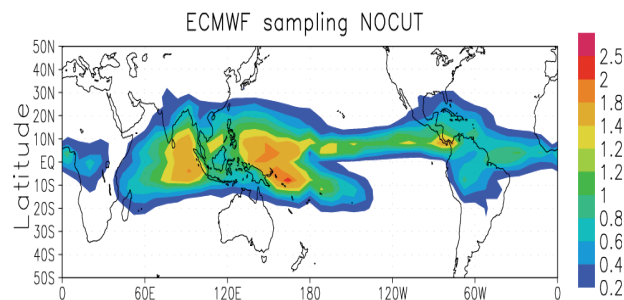 ECMWF sampling NOCUT
Latitude
50N
40N
30N
20N
10N
EQ
10S
20S
30S
40S
50S
0
60E
120E
180
120W
60W
0
2.5
2
1.8
1.6
1.4
1.2
1.2
1
0.8
0.6
0.4
0.2